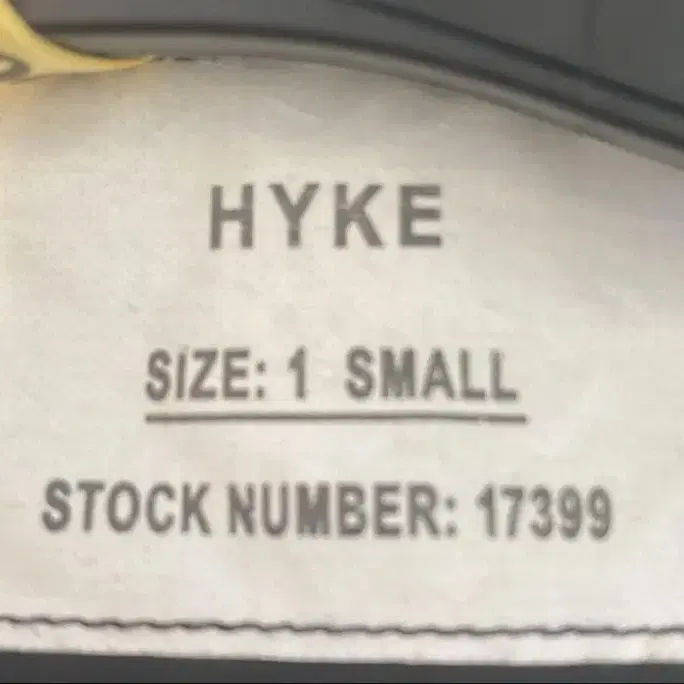 HYKE
SIZE: 1 SMALL
STOCK NUMBER: 17399